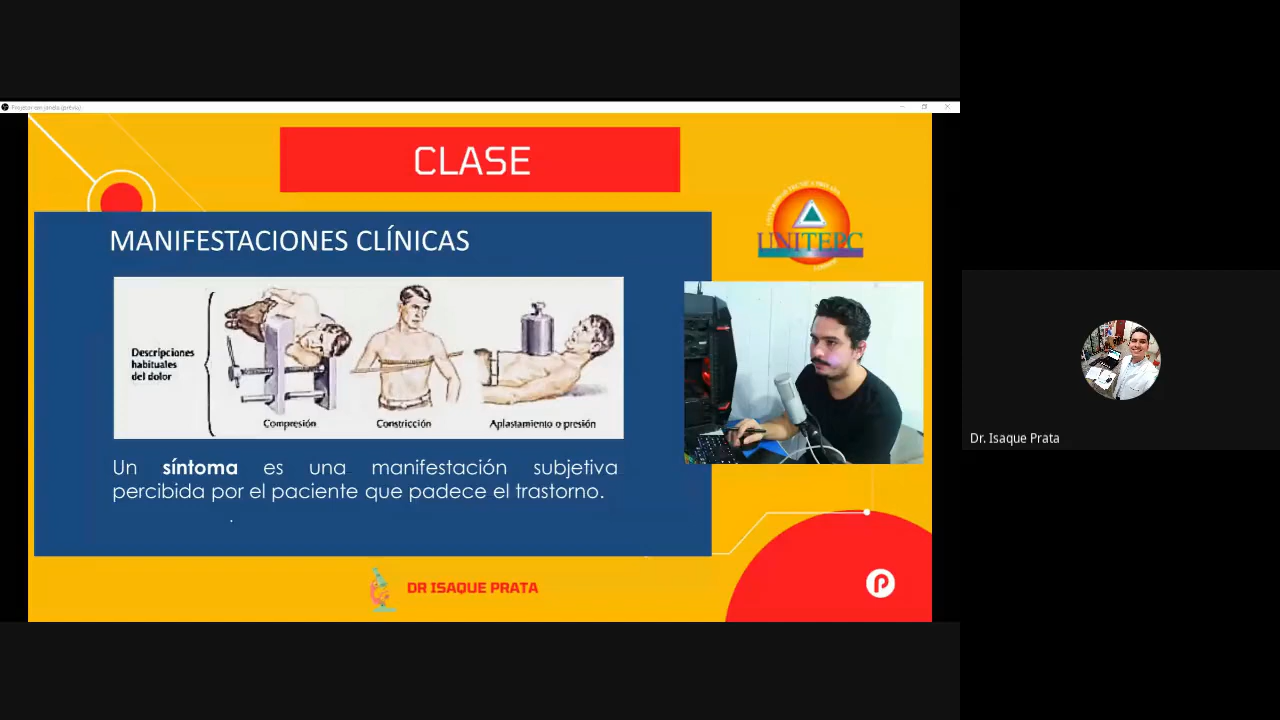 CLASE
MANIFESTACIONES CLÍNICAS
Descripciones
habituales
del dolor
Compresión
Constricción
Aplastamiento o presión
Un síntoma es una manifestación subjetiva
percibida por el paciente que padece el trastorno.
UNITEPC
DR ISAQUE PRATA
Dr. Isaque Prata